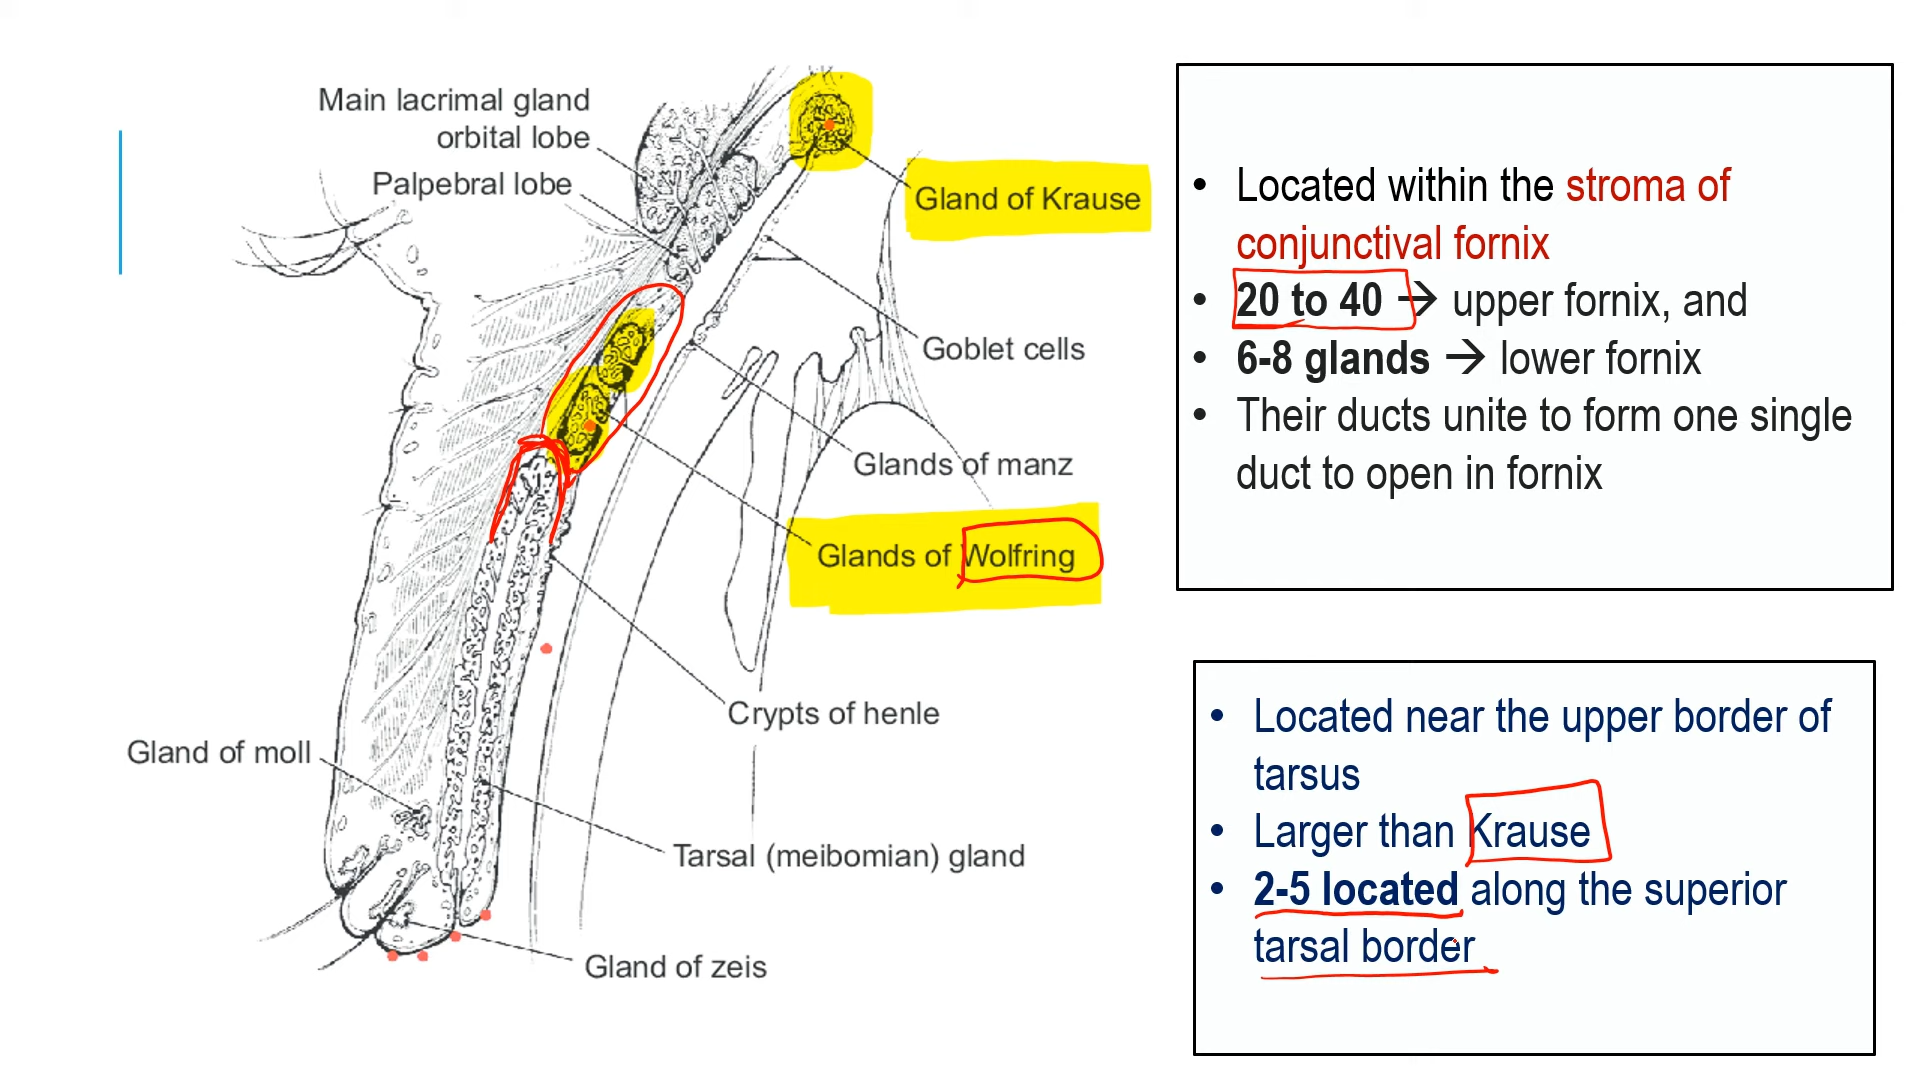 Main lacrimal gland
orbital lobe
Palpebral lobe
Gland of Krause
Goblet cells
Glands of manz
Glands of Wolfring
Crypts of henle
Gland of moll
Tarsal (meibomian) gland
Gland of zeis
• Located within the stroma of
conjunctival fornix
• 20 to 40 → upper fornix, and
• 6-8 glands → lower fornix
• Their ducts unite to form one single
duct to open in fornix
• Located near the upper border of
tarsus
• Larger than Krause
• 2-5 located along the superior
tarsal border